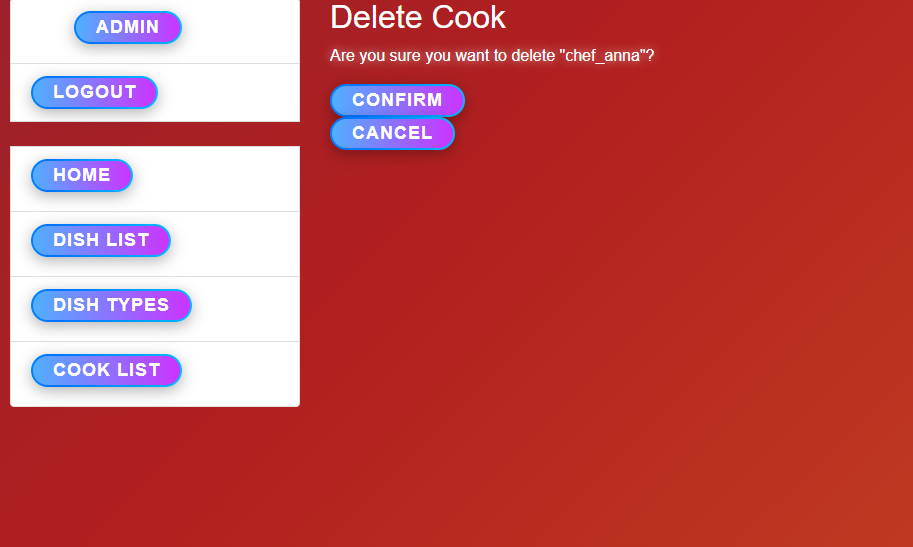 ADMIN
LOGOUT
HOME
DISH LIST
DISH TYPES
COOK LIST
Delete Cook
Are you sure you want to delete "chef_anna"?
CONFIRM
CANCEL